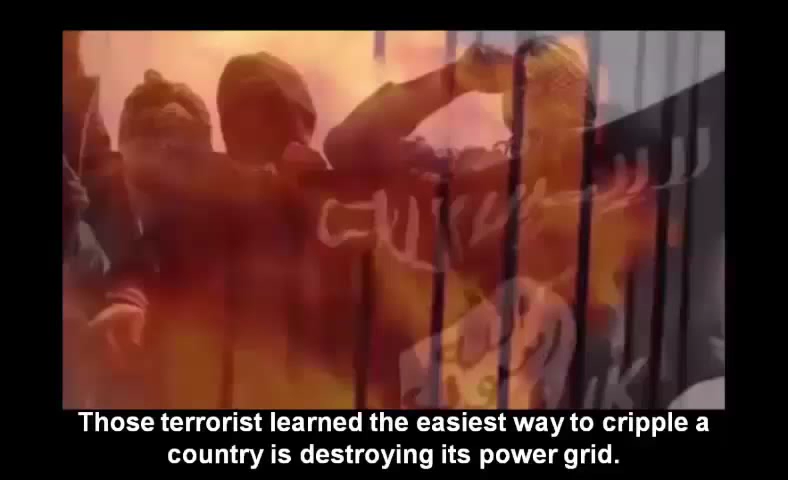 Those terrorist learned the easiest way to cripple a
country is destroying its power grid.